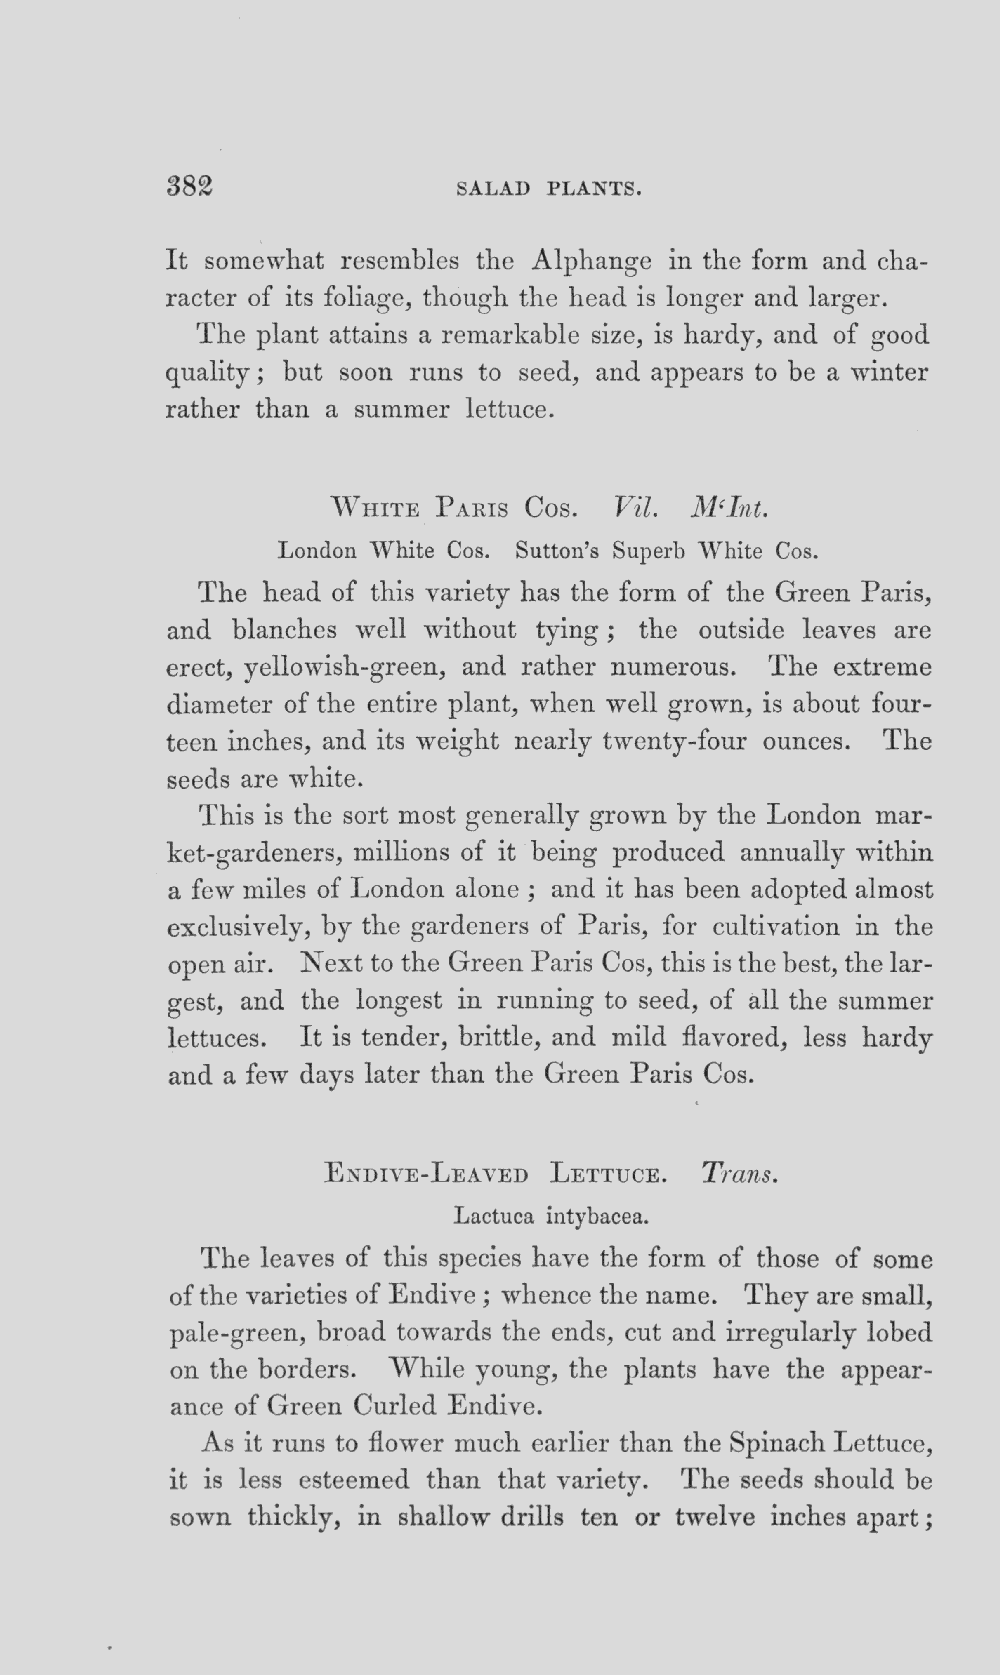 382 SALAD PLANTS.
It somewhat resembles the Alphange in the form and cha-
racter of its foliage, though the head is longer and larger.
The plant attains a remarkable size, is hardy, and of good
quality; but soon runs to seed, and appears to be a winter
rather than a summer lettuce.
WHITE PARIS COS. Vil. M‘Int.
London White Cos. Sutton's Superb White Cos.
The head of this variety has the form of the Green Paris,
and blanches well without tying; the outside leaves are
erect, yellowish-green, and rather numerous. The extreme
diameter of the entire plant, when well grown, is about four-
teen inches, and its weight nearly twenty-four ounces. The
seeds are white.
This is the sort most generally grown by the London mar-
ket-gardeners, millions of it being produced annually within
a few miles of London alone; and it has been adopted almost
exclusively, by the gardeners of Paris, for cultivation in the
open air. Next to the Green Paris Cos, this is the best, the lar-
gest, and the longest in running to seed, of all the summer
lettuces. It is tender, brittle, and mild flavored, less hardy
and a few days later than the Green Paris Cos.
ENDIVE-LEAVED LETTUCE. Trans.
Lactuca intybacea.
The leaves of this species have the form of those of some
of the varieties of Endive; whence the name. They are small,
pale-green, broad towards the ends, cut and irregularly lobed
on the borders. While young, the plants have the appear-
ance of Green Curled Endive.
As it runs to flower much earlier than the Spinach Lettuce,
it is less esteemed than that variety. The seeds should be
sown thickly, in shallow drills ten or twelve inches apart;